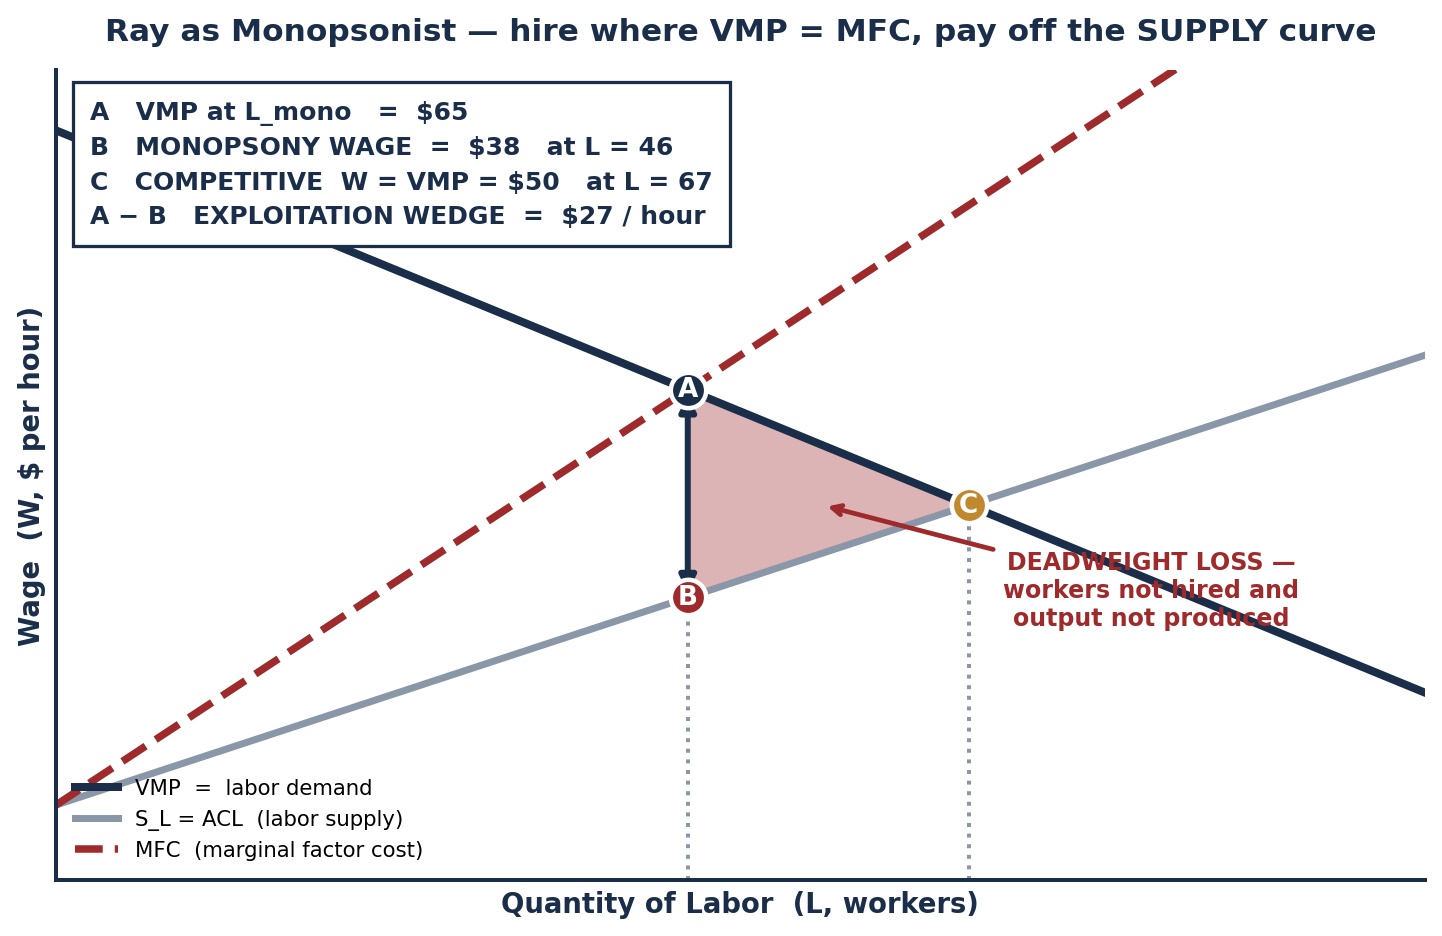 Ray as Monopsonist — hire where VMP = MFC, pay off the SUPPLY curve
A VMP at L_mono = $65
B MONOPSONY WAGE = $38 at L = 46
C COMPETITIVE W = VMP = $50 at L = 67
A − B EXPLOITATION WEDGE = $27 / hour
Wage (W, $ per hour)
A
C
B
DEADWEIGHT LOSS —
workers not hired and
output not produced
VMP = labor demand
S_L = ACL (labor supply)
MFC (marginal factor cost)
Quantity of Labor (L, workers)